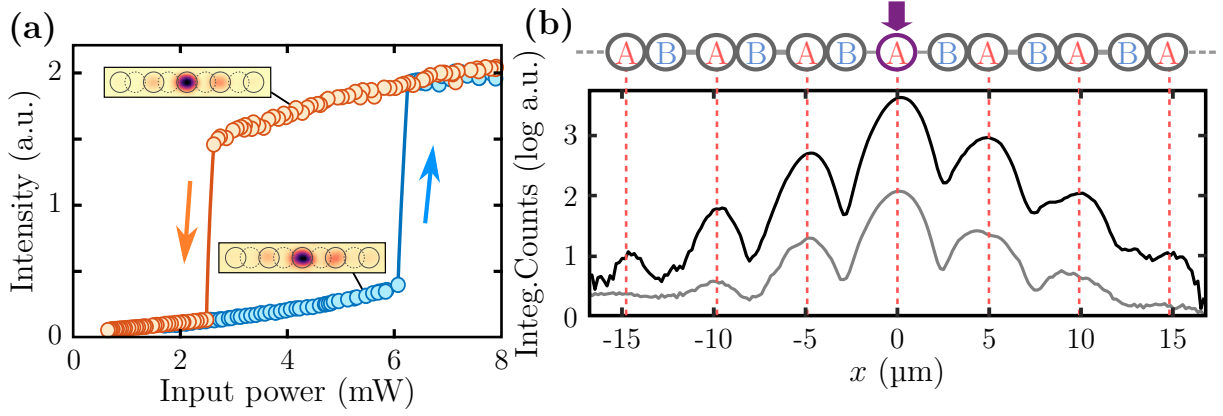 (a)
Intensity (a.u.)
2
1
0
0 2 4 6 8
Input power (mW)
(b)
A B A B A B A B A B A B A
Integ.Counts (log a.u.)
3
2
1
0
-15 -10 -5 0 5 10 15
x (µm)